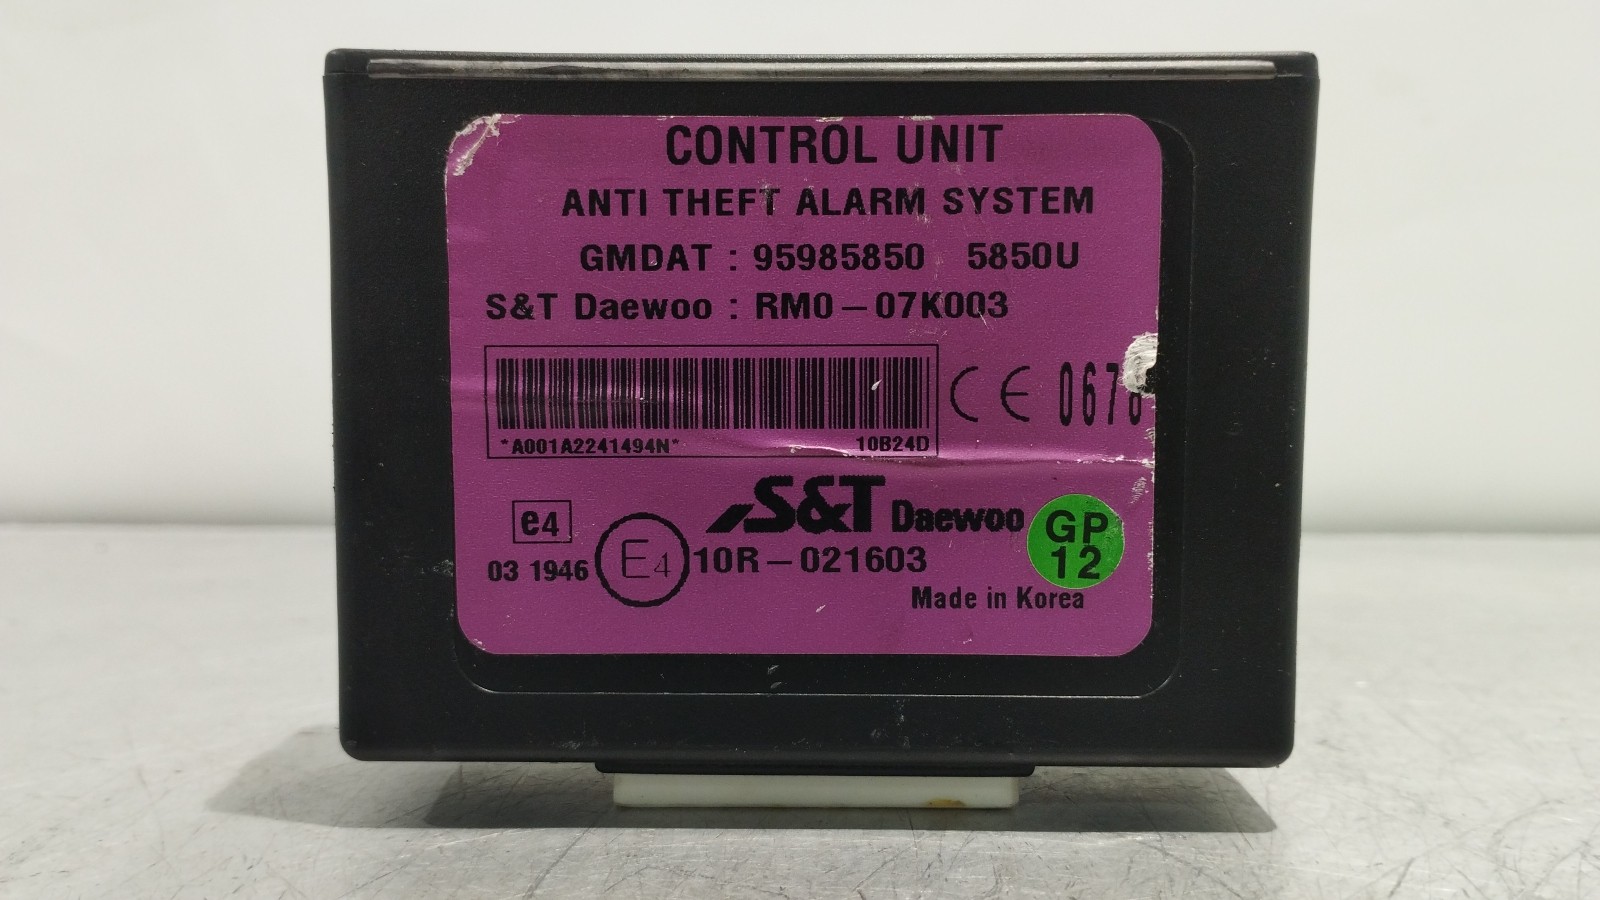 CONTROL UNIT
ANTI THEFT ALARM SYSTEM
GMDAT : 95985850 5850U
S&T Daewoo : RM0-07K003
CE
*A001A2241494N* 10B24D
S&T Daewoo
GP
12
e4
03 1946
E4
10R-021603
Made in Korea